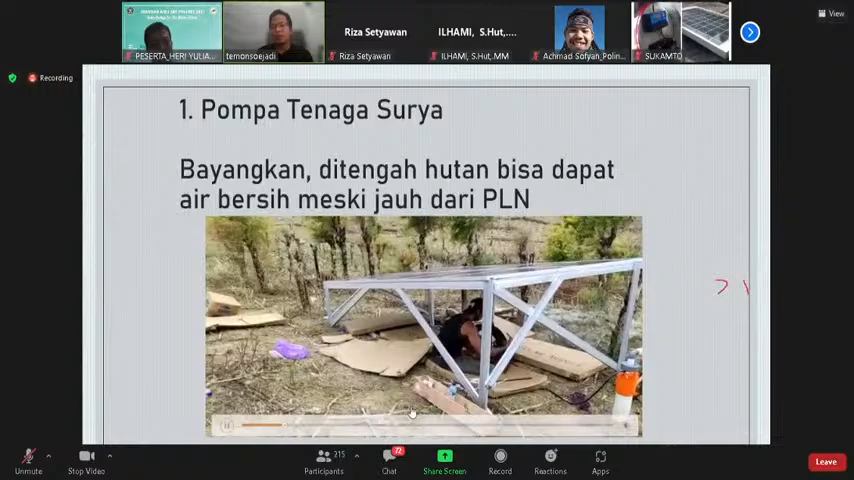 View
PESERTA_HERI YULIA...
temonsoejadi
Riza Setyawan
Riza Setyawan
ILHAMI, S.Hut,....
ILHAMI, S.Hut,.MM
Achmad Sofyan_Polin...
SUKAMTO
Recording
1. Pompa Tenaga Surya
Bayangkan, ditengah hutan bisa dapat
air bersih meski jauh dari PLN
Unmute
Stop Video
215
Participants
72
Chat
Share Screen
Record
Reactions
Apps
Leave